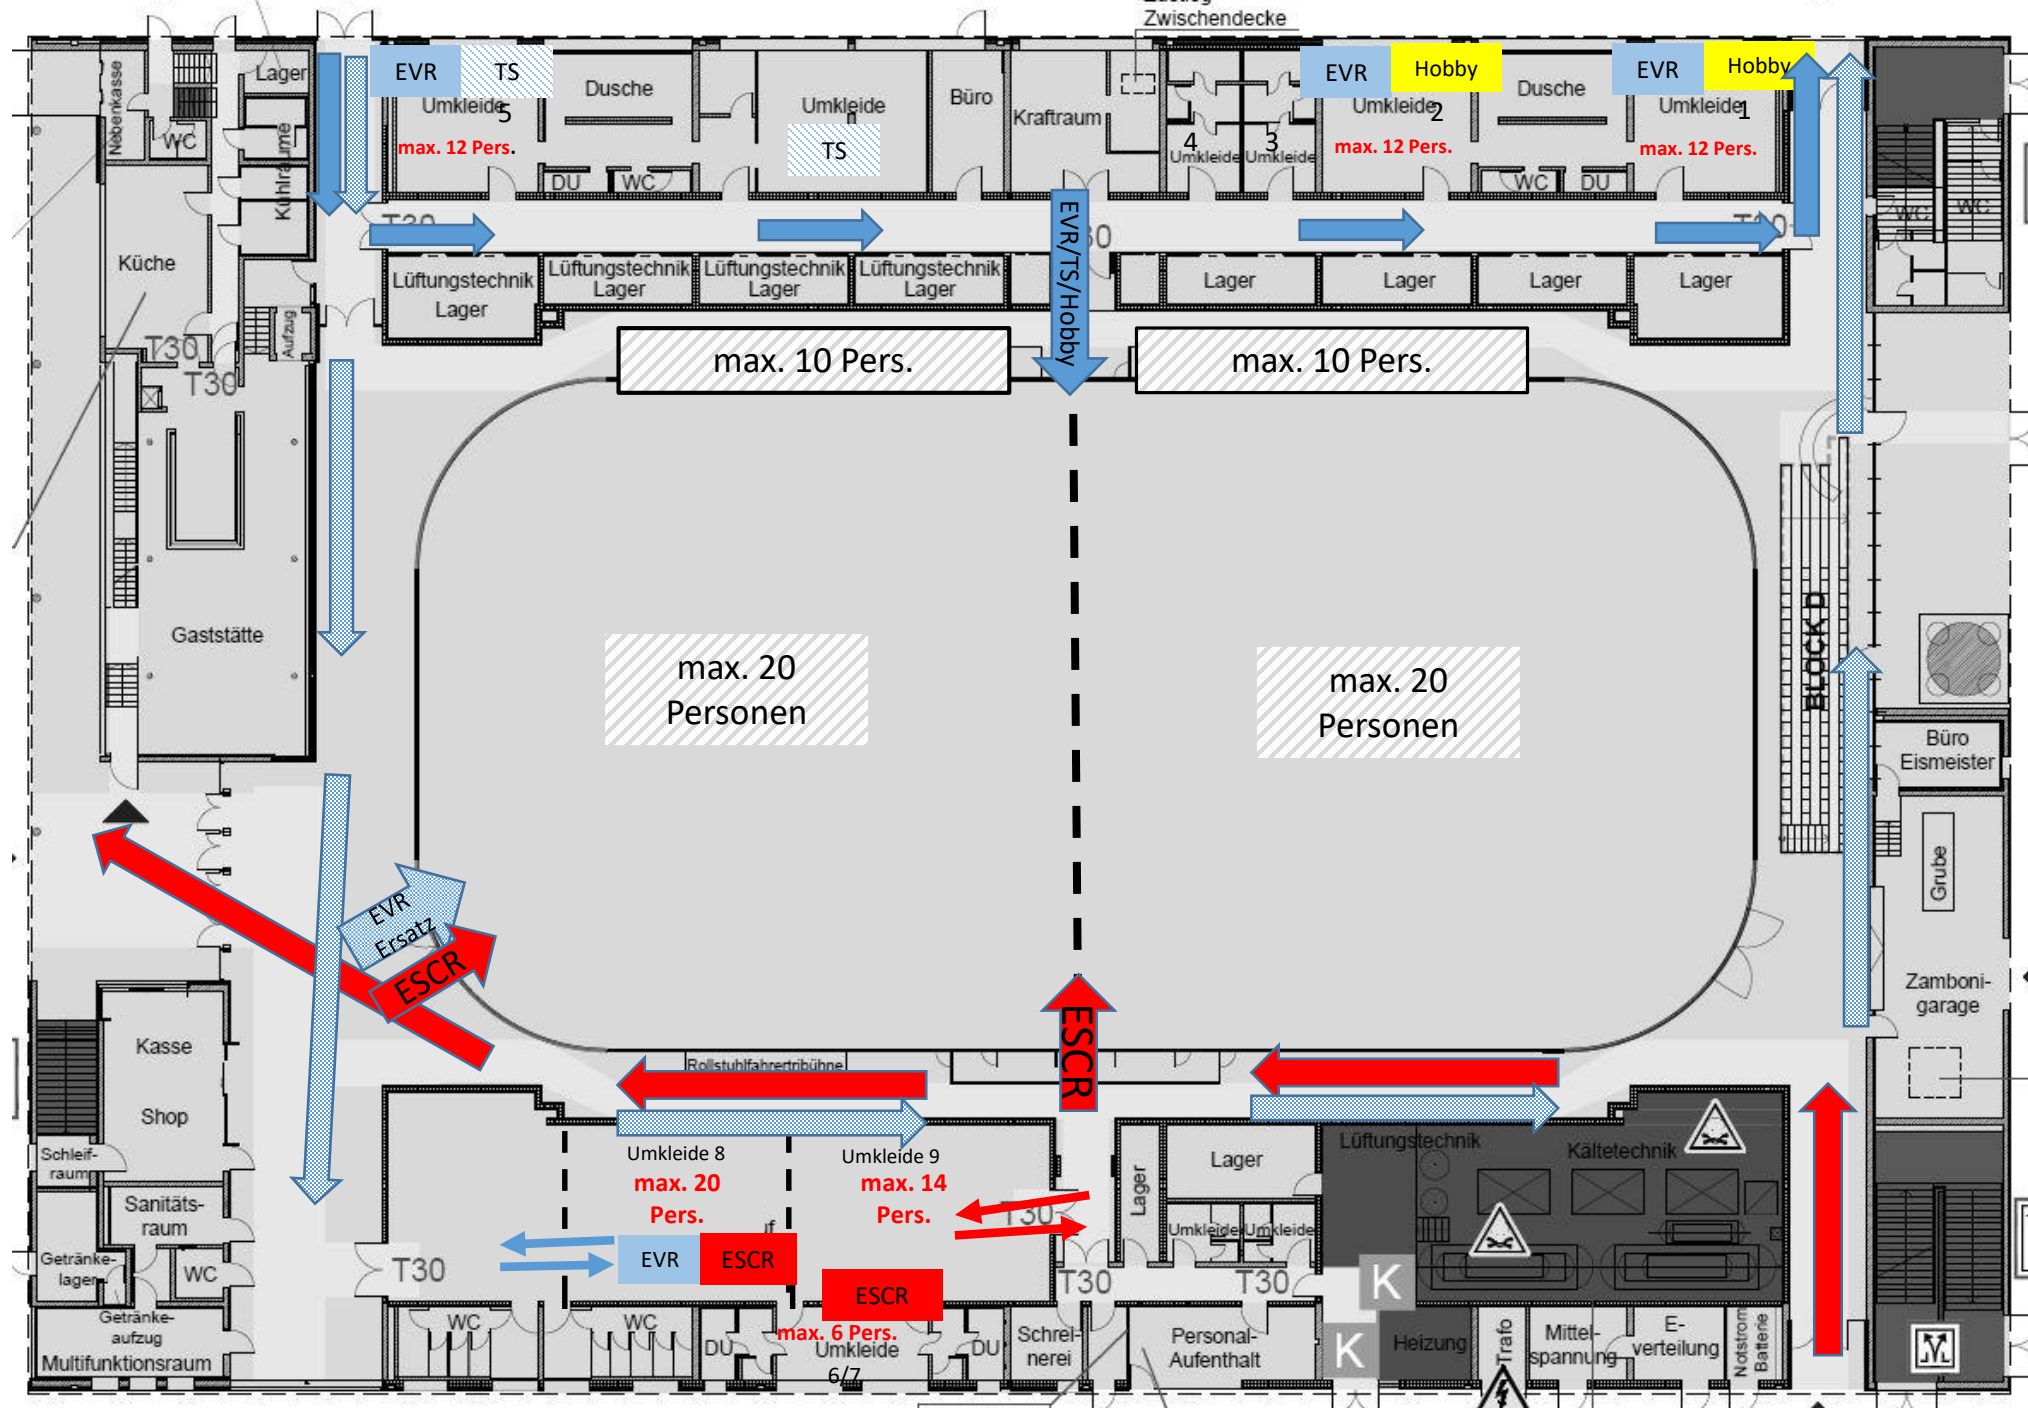 Zwischendecke
Nebenkasse
WC
Lager
Kühlräume
EVR
TS
Umkleide
5
max. 12 Pers.
Dusche
DU
WC
Umkleide
TS
Büro
Kraftraum
4
Umkleide
3
Umkleide
EVR
Hobby
Umkleide
2
max. 12 Pers.
Dusche
WC
DU
EVR
Hobby
Umkleide
1
max. 12 Pers.
WC
WC
T30
EVR/TS/Hobby
30
T30
Küche
Aufzug
T30
T30
Lüftungstechnik
Lager
Lüftungstechnik
Lager
Lüftungstechnik
Lager
Lüftungstechnik
Lager
Lager
Lager
Lager
Lager
max. 10 Pers.
max. 10 Pers.
Gaststätte
max. 20
Personen
max. 20
Personen
BLOCK D
Büro
Eismeister
Grube
Zamboni-
garage
EVR
Ersatz
ESCR
ESCR
Kasse
Shop
Rollstuhlfahrertribühne
Schleif-
raum
Sanitäts-
raum
Getränke-
lager
WC
Getränke-
aufzug
Multifunktionsraum
T30
Umkleide 8
max. 20
Pers.
EVR
ESCR
Umkleide 9
max. 14
Pers.
ESCR
T30
Lager
Lager
Umkleide
Umkleide
T30
T30
Lüftungstechnik
Kältetechnik
K
K
WC
WC
DU
max. 6 Pers.
Umkleide
6/7
DU
Schrei-
nerei
Personal-
Aufenthalt
Heizung
Trafo
Mittel-
spannung
E-
verteilung
Notstrom
Batterie